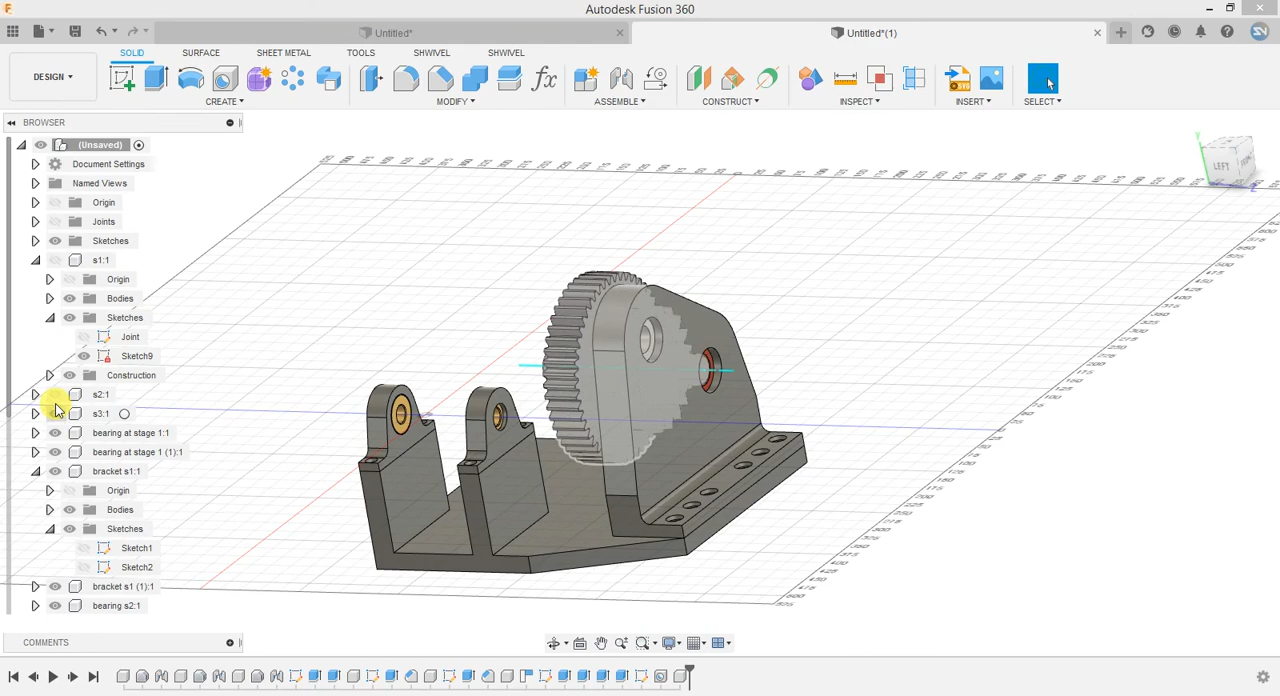 Autodesk Fusion 360
Untitled*
Untitled*(1)
SOLID
SURFACE
SHEET METAL
TOOLS
SHWIVEL
SHWIVEL
DESIGN
CREATE
MODIFY
ASSEMBLE
CONSTRUCT
INSPECT
INSERT
SELECT
BROWSER
(Unsaved)
Document Settings
Named Views
Origin
Joints
Sketches
s1:1
Origin
Bodies
Sketches
Joint
Sketch9
Construction
s2:1
s3:1
bearing at stage 1:1
bearing at stage 1 (1):1
bracket s1:1
Origin
Bodies
Sketches
Sketch1
Sketch2
bracket s1 (1):1
bearing s2:1
LEFT
COMMENTS